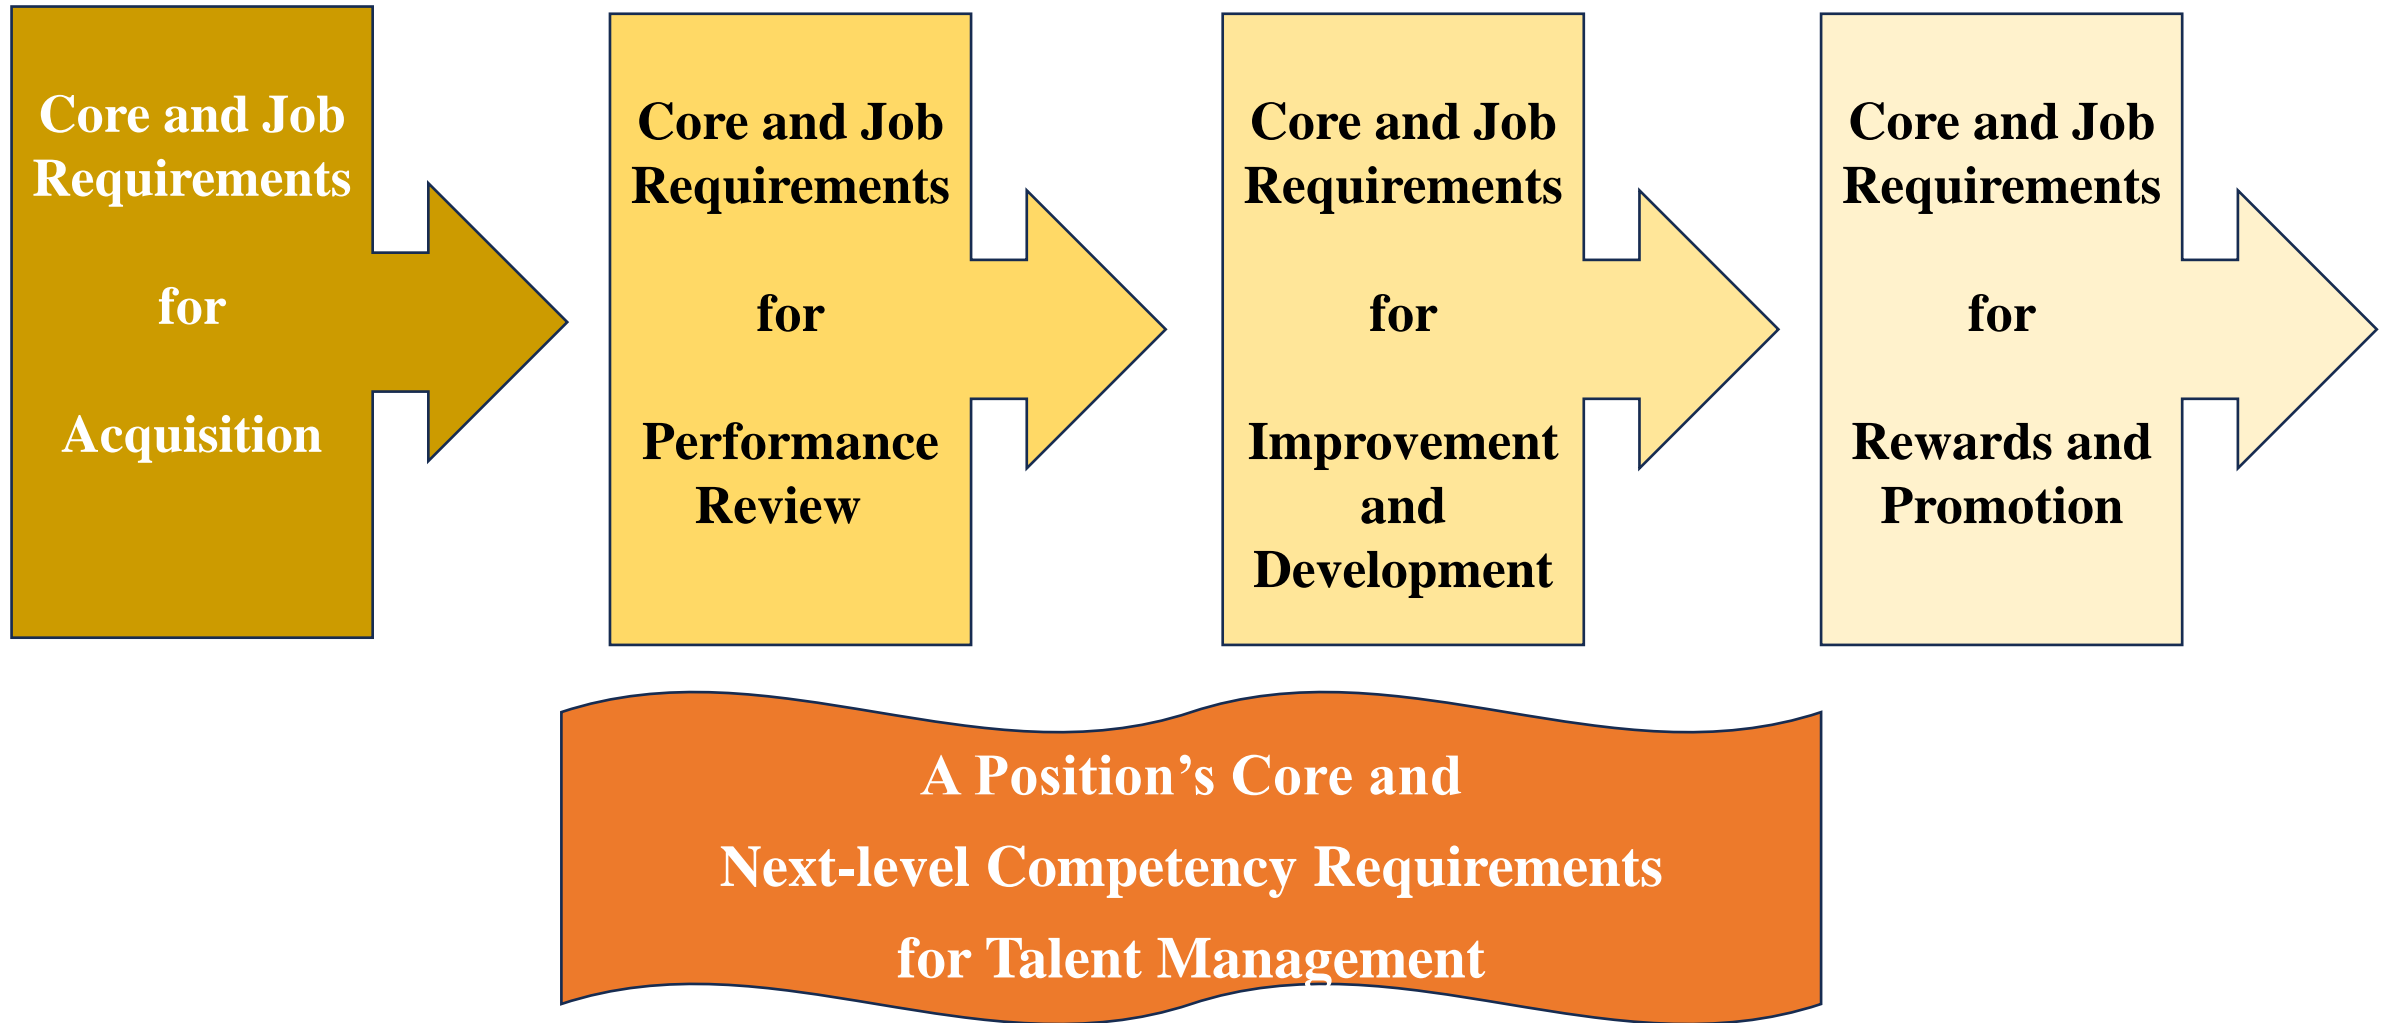 Core and Job
Requirements
for
Acquisition
Core and Job
Requirements
for
Performance
Review
Core and Job
Requirements
for
Improvement
and
Development
Core and Job
Requirements
for
Rewards and
Promotion
A Position’s Core and
Next-level Competency Requirements
for Talent Management